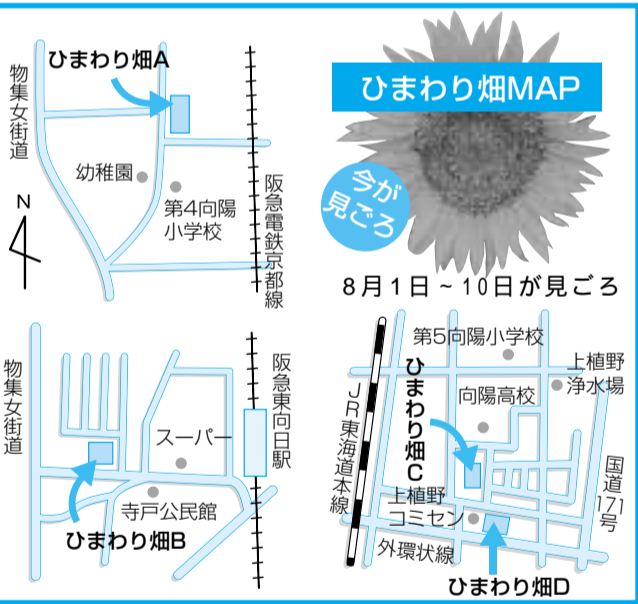 ひまわり畑MAP
今が
見ごろ
8月1日~10日が見ごろ
ひまわり畑A
物集女街道
幼稚園
第4向陽
小学校
阪急電鉄京都線
N
物集女街道
阪急東向日駅
スーパー
寺戸公民館
ひまわり畑B
第5向陽小学校
上植野
浄水場
ひまわり畑C
向陽高校
JR東海道本線
国道171号
上植野
コミセン
外環状線
ひまわり畑D